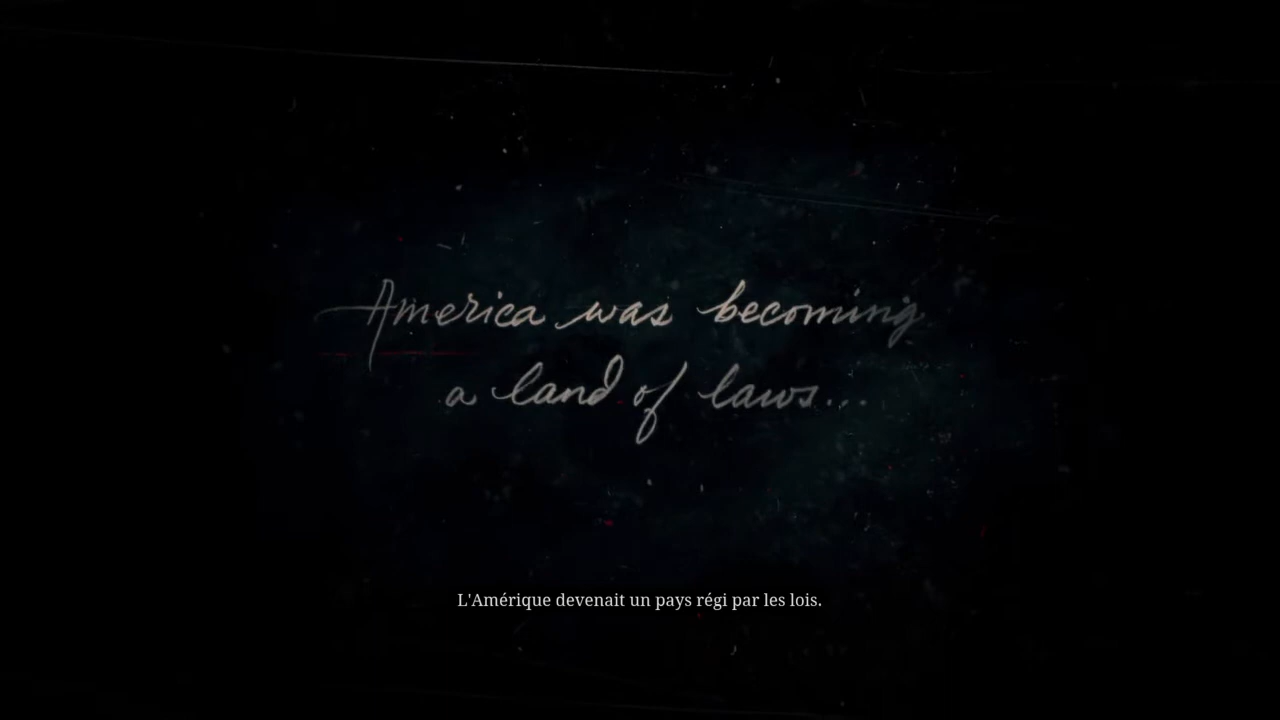 America was becoming
a land of laws...
L'Amérique devenait un pays régi par les lois.